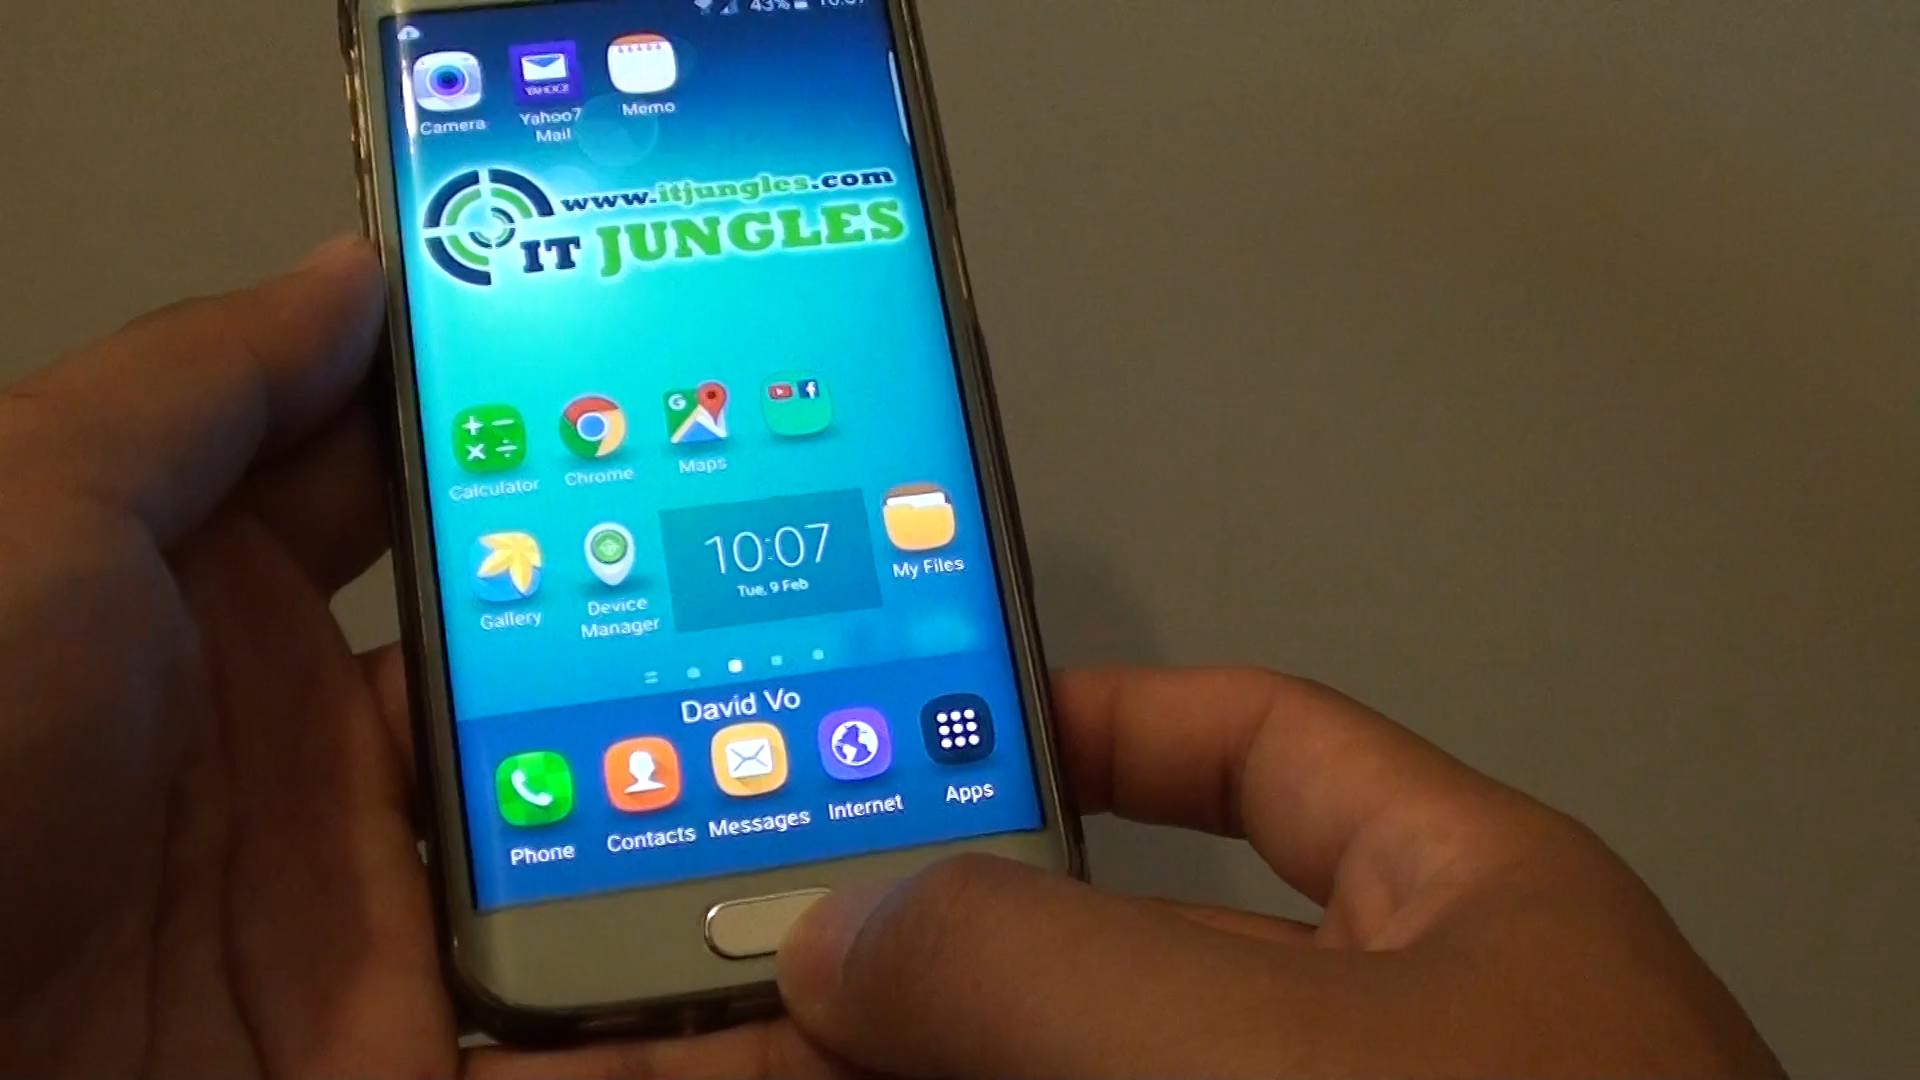 43%
Camera
Yahoo7
Mail
YAHOO!
Memo
www.itjungles.com
IT JUNGLES
Calculator
Chrome
G
Maps
f
Gallery
Device
Manager
10:07
Tue, 9 Feb
My Files
David Vo
Phone
Contacts
Messages
Internet
Apps